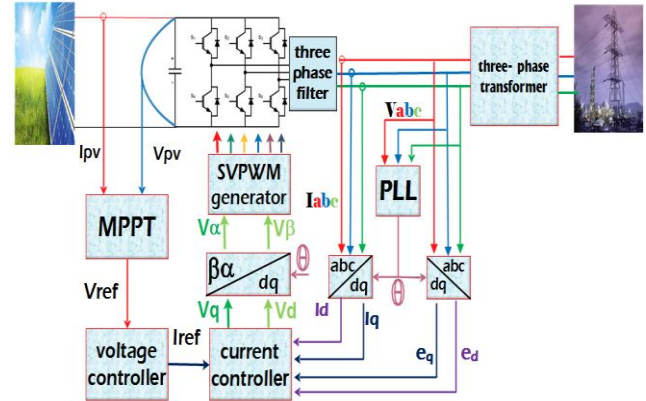 three
phase
filter
three- phase
transformer
Vabc
Ipv
Vpv
SVPWM
generator
Iabc
PLL
MPPT
Vα
Vβ
βα
dq
θ
abc
dq
θ
abc
dq
Vref
Vq
Vd
Id
Iq
Iref
eq
ed
voltage
controller
current
controller